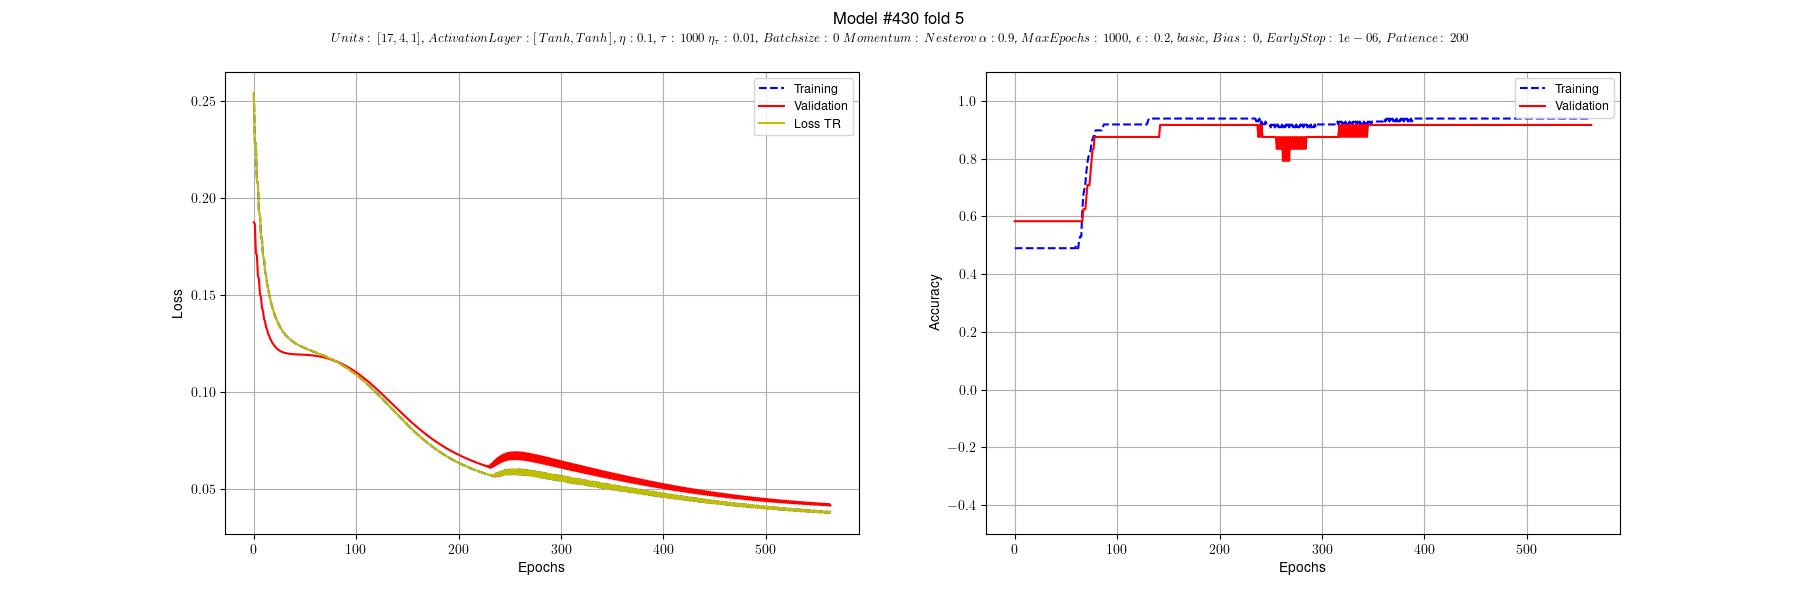 Model #430 fold 5
Units : [17, 4, 1], ActivationLayer : [Tanh, Tanh], η : 0.1, τ : 1000 ητ : 0.01, Batchsize : 0 Momentum : Nesterov α : 0.9, MaxEpochs : 1000, ϵ : 0.2, basic, Bias : 0, EarlyStop : 1e − 06, Patience : 200
Training
Validation
Loss TR
0.25
0.20
0.15
0.10
0.05
Loss
0 100 200 300 400 500
Epochs
Training
Validation
1.0
0.8
0.6
0.4
0.2
0.0
−0.2
−0.4
Accuracy
0 100 200 300 400 500
Epochs